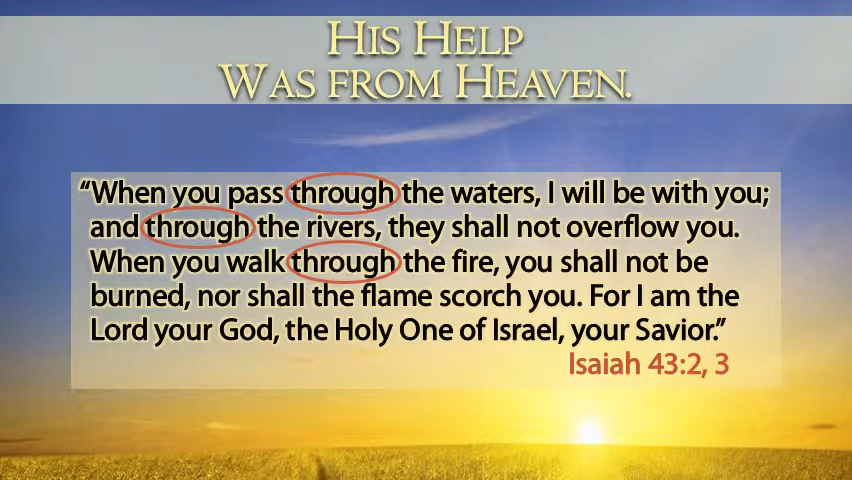 His Help
Was from Heaven.
“When you pass through the waters, I will be with you;
and through the rivers, they shall not overflow you.
When you walk through the fire, you shall not be
burned, nor shall the flame scorch you. For I am the
Lord your God, the Holy One of Israel, your Savior.”
Isaiah 43:2, 3